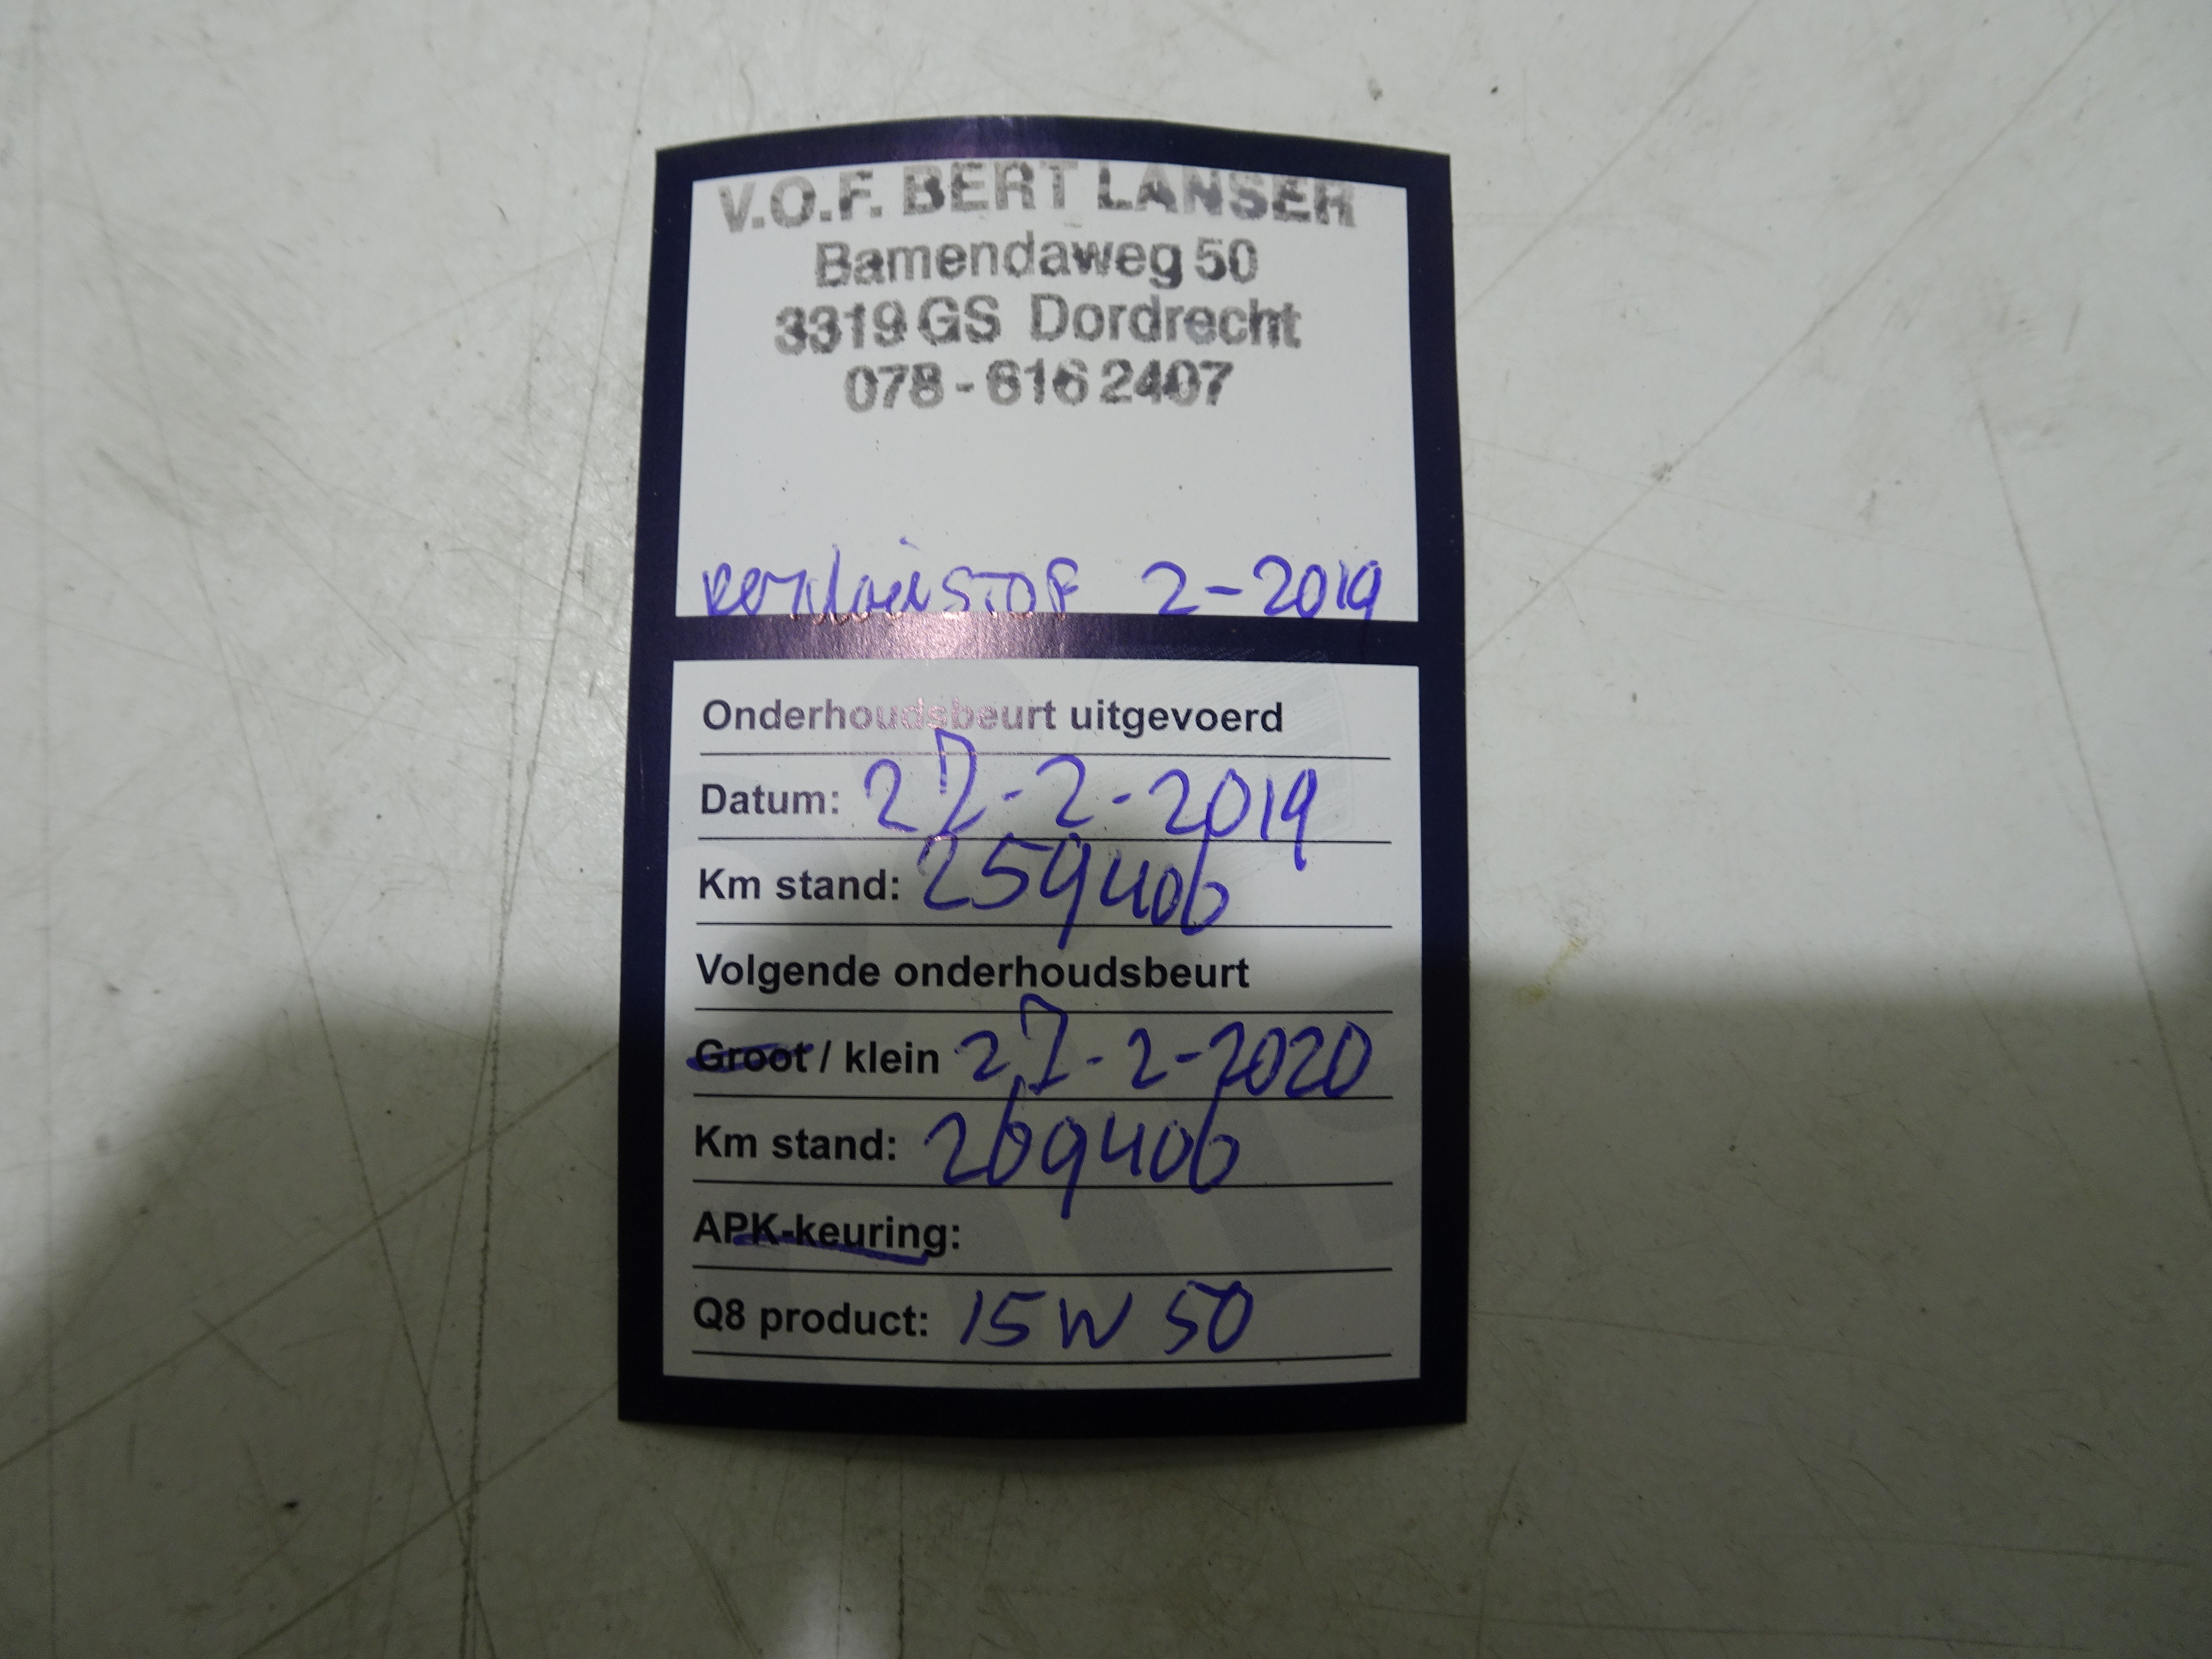 V.O.F. BERT LANSER
Bamendaweg 50
3319 GS Dordrecht
078 - 616 2407
2-2019
Onderhoudsbeurt uitgevoerd
Datum: 27-2-2019
Km stand: 259406
Volgende onderhoudsbeurt
Groot / klein 27-2-2020
Km stand: 269406
APK-keuring:
Q8 product: 15W50